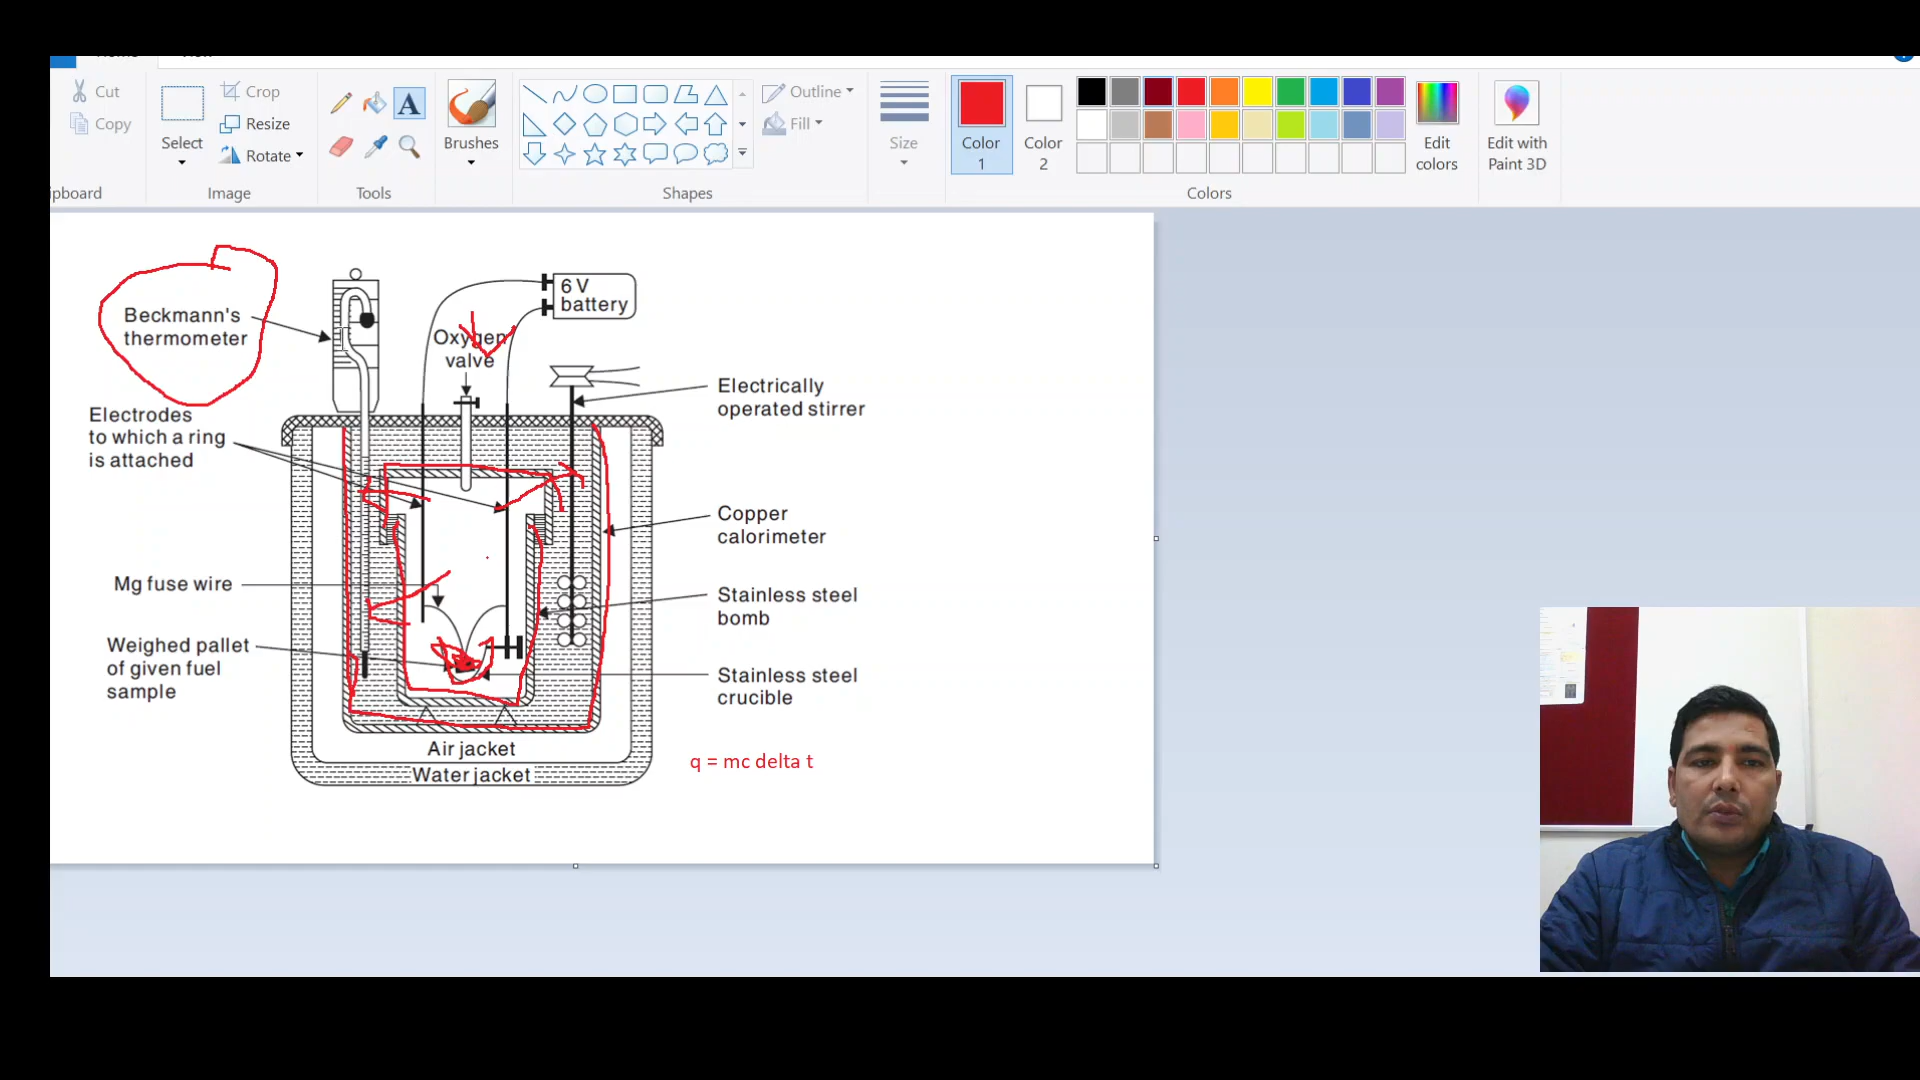 Cut
Copy
Crop
Resize
Rotate
Select
Brushes
Outline
Fill
Size
Color
1
Color
2
Edit
colors
Edit with
Paint 3D
ipboard
Image
Tools
Shapes
Colors
A
6 V
battery
Beckmann's
thermometer
Oxygen
valve
Electrically
operated stirrer
Electrodes
to which a ring
is attached
Copper
calorimeter
Mg fuse wire
Stainless steel
bomb
Weighed pallet
of given fuel
sample
Stainless steel
crucible
Air jacket
Water jacket
q = mc delta t